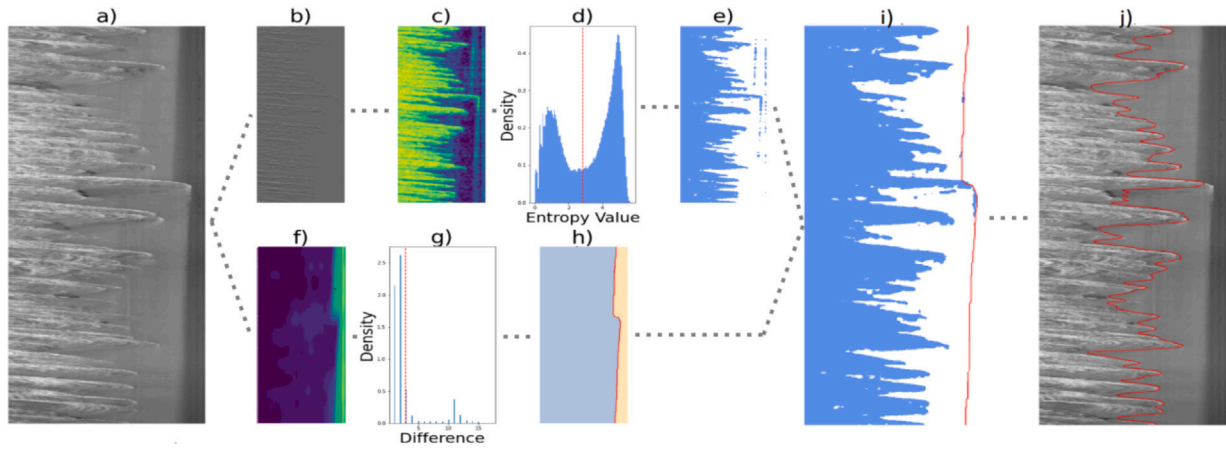 a)
b)
c)
d)
e)
i)
j)
Density
0.4
0.3
0.2
0.1
0.0
0
2
4
Entropy Value
f)
g)
h)
Density
2.5
2.0
1.5
1.0
0.5
0.0
5
10
Difference